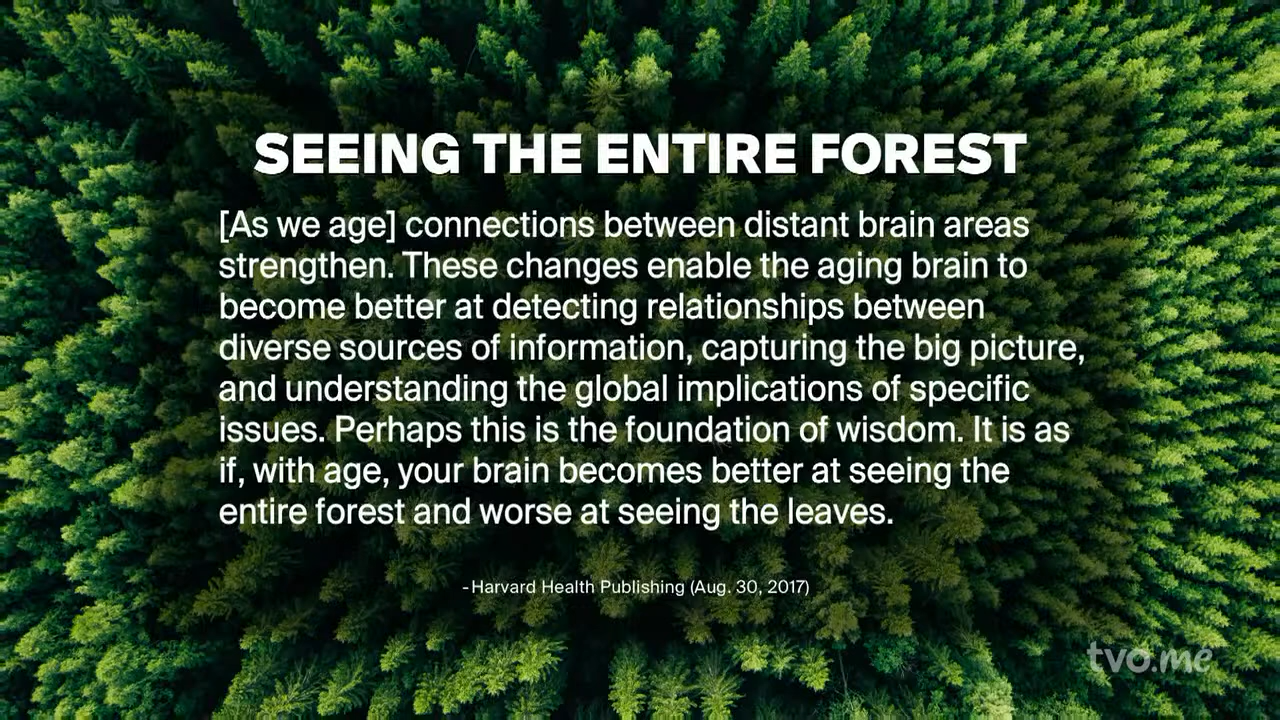 SEEING THE ENTIRE FOREST
[As we age] connections between distant brain areas
strengthen. These changes enable the aging brain to
become better at detecting relationships between
diverse sources of information, capturing the big picture,
and understanding the global implications of specific
issues. Perhaps this is the foundation of wisdom. It is as
if, with age, your brain becomes better at seeing the
entire forest and worse at seeing the leaves.
-Harvard Health Publishing (Aug. 30, 2017)
tvo.me